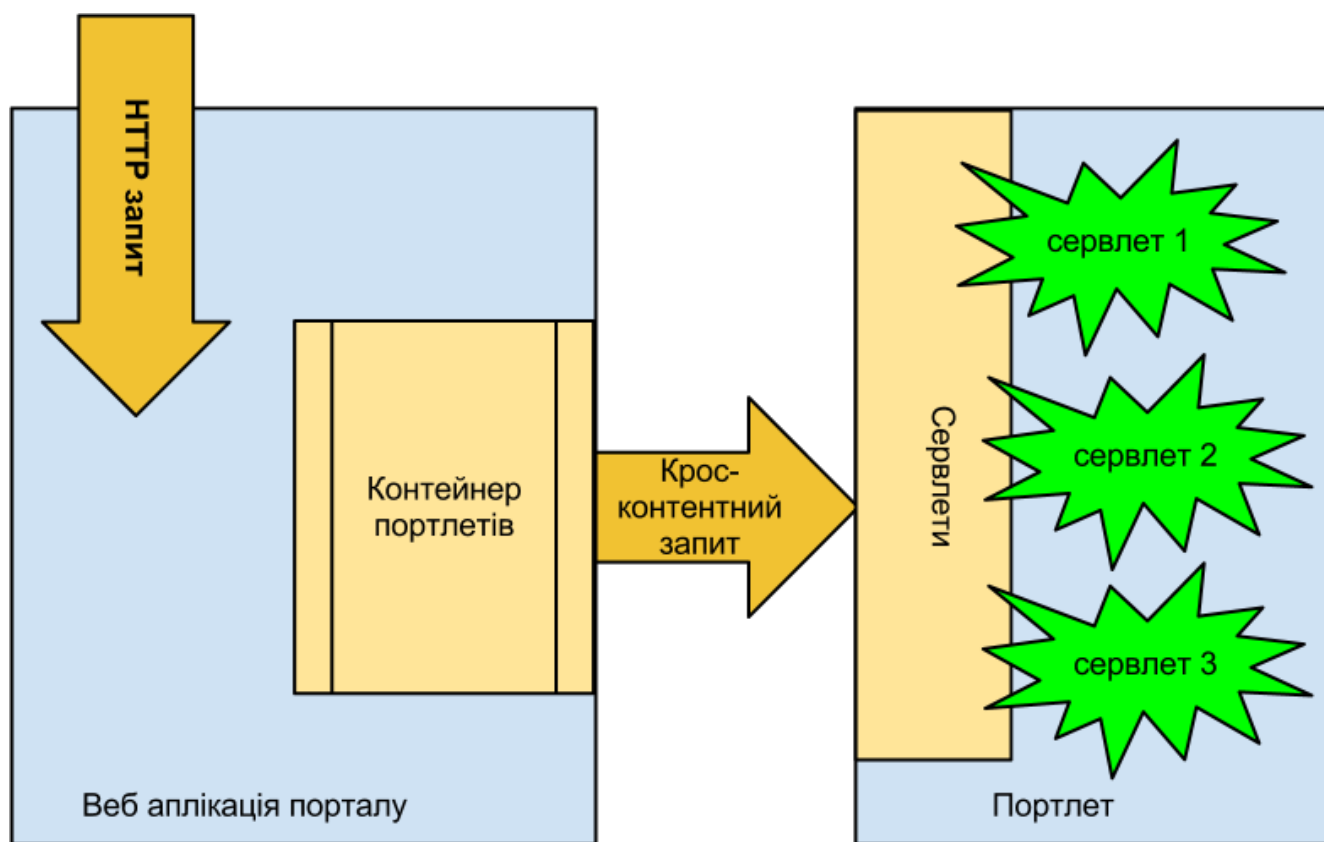 HTTP запит
Контейнер
портлетів
Веб аплікація порталу
Крос-
контентний
запит
Сервлети
сервлет 1
сервлет 2
сервлет 3
Портлет